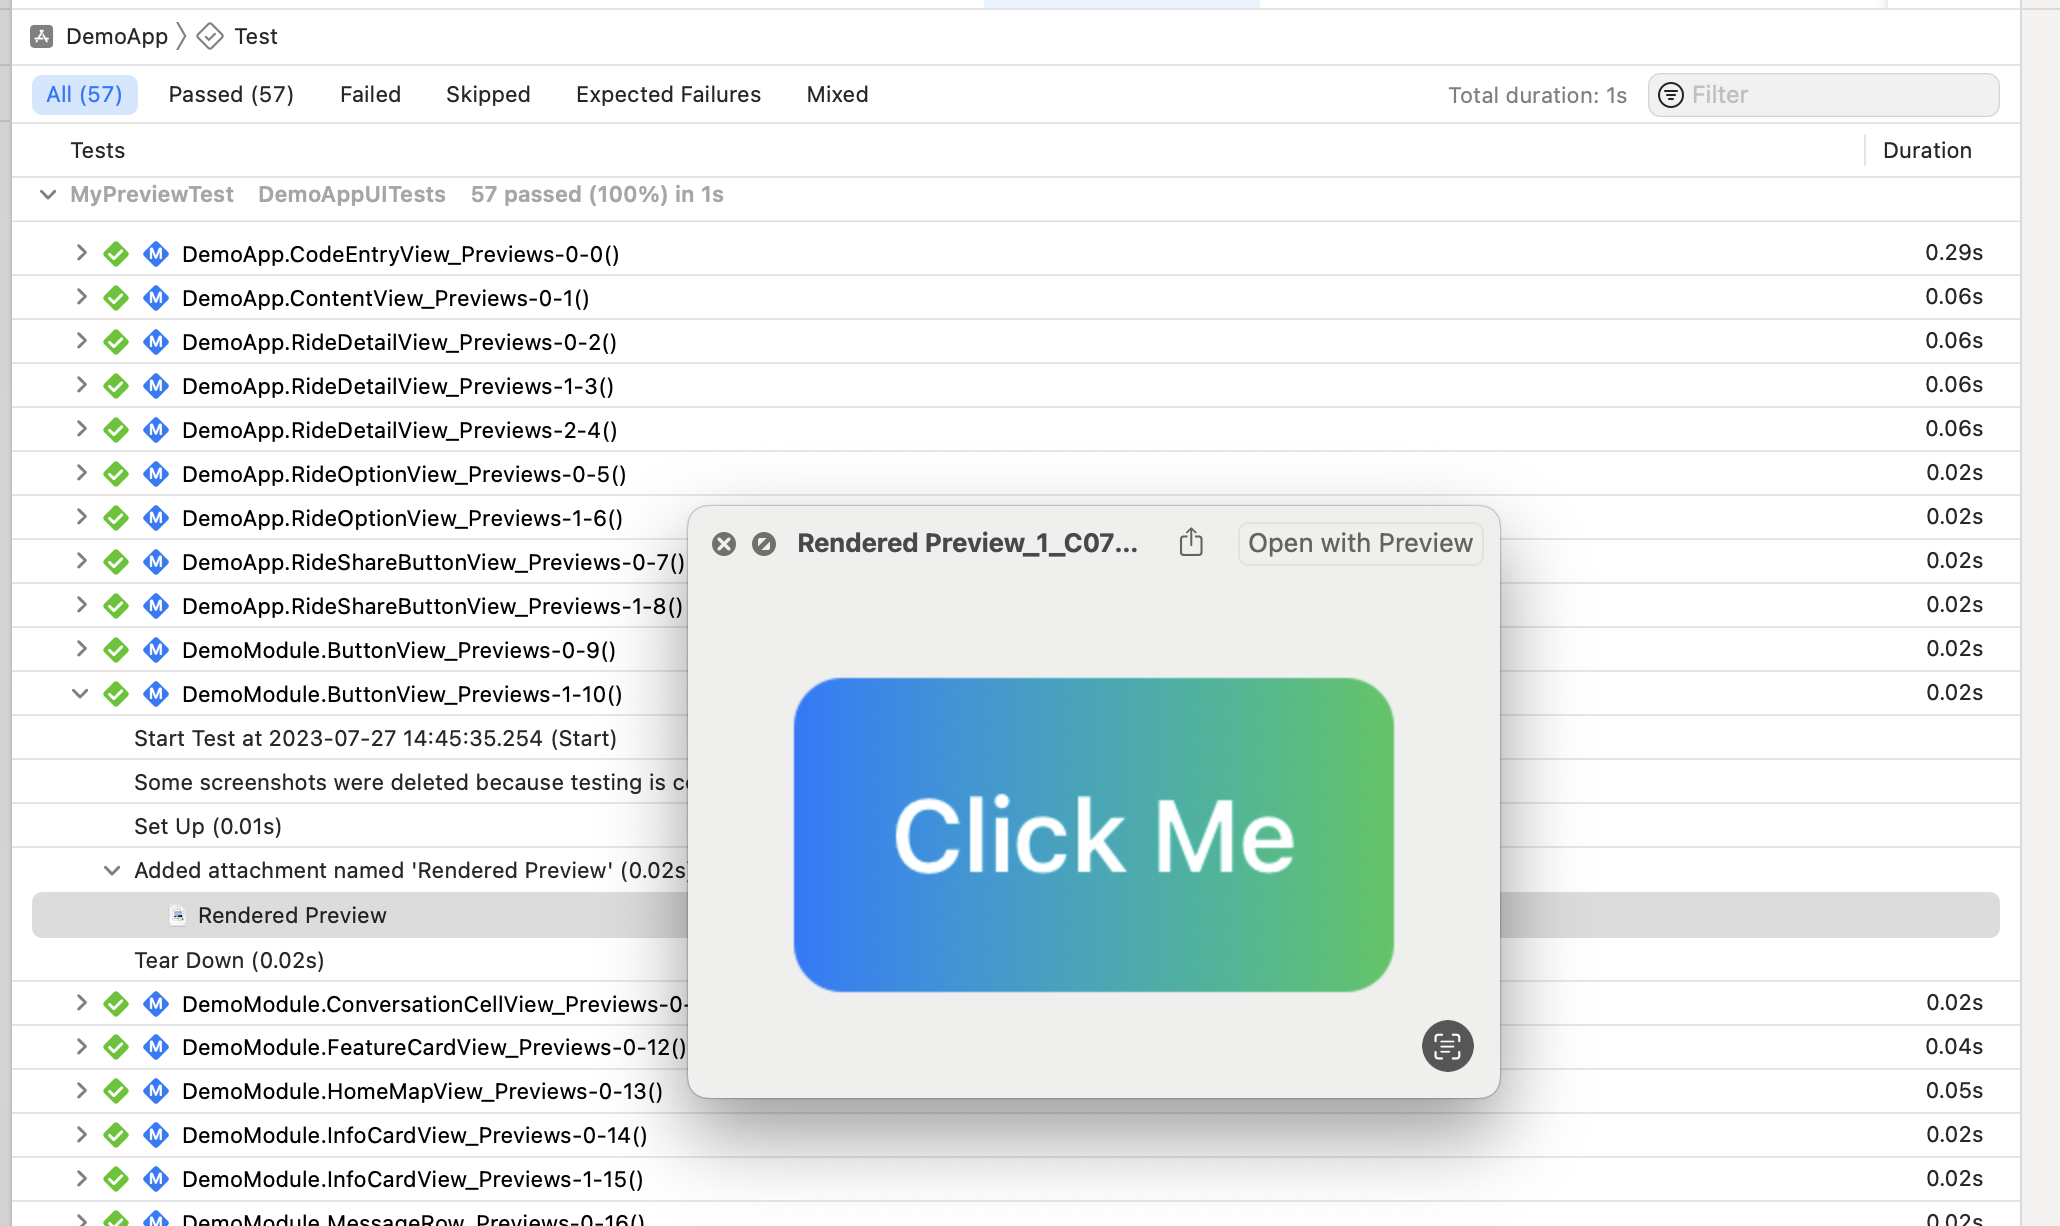 DemoApp Test
All (57) Passed (57) Failed Skipped Expected Failures Mixed Total duration: 1s Filter
Tests Duration
MyPreviewTest DemoAppUITests 57 passed (100%) in 1s
DemoApp.CodeEntryView_Previews-0-0() 0.29s
DemoApp.ContentView_Previews-0-1() 0.06s
DemoApp.RideDetailView_Previews-0-2() 0.06s
DemoApp.RideDetailView_Previews-1-3() 0.06s
DemoApp.RideDetailView_Previews-2-4() 0.06s
DemoApp.RideOptionView_Previews-0-5() 0.02s
DemoApp.RideOptionView_Previews-1-6() 0.02s
DemoApp.RideShareButtonView_Previews-0-7() 0.02s
DemoApp.RideShareButtonView_Previews-1-8() 0.02s
DemoModule.ButtonView_Previews-0-9() 0.02s
DemoModule.ButtonView_Previews-1-10() 0.02s
Start Test at 2023-07-27 14:45:35.254 (Start)
Some screenshots were deleted because testing is
Set Up (0.01s)
Added attachment named 'Rendered Preview' (0.02s)
Rendered Preview
Tear Down (0.02s)
DemoModule.ConversationCellView_Previews-0- 0.02s
DemoModule.FeatureCardView_Previews-0-12() 0.04s
DemoModule.HomeMapView_Previews-0-13() 0.05s
DemoModule.InfoCardView_Previews-0-14() 0.02s
DemoModule.InfoCardView_Previews-1-15() 0.02s
DemoModule.MessageRow_Previews-0-16() 0.02s
Rendered Preview_1_C07... Open with Preview
Click Me